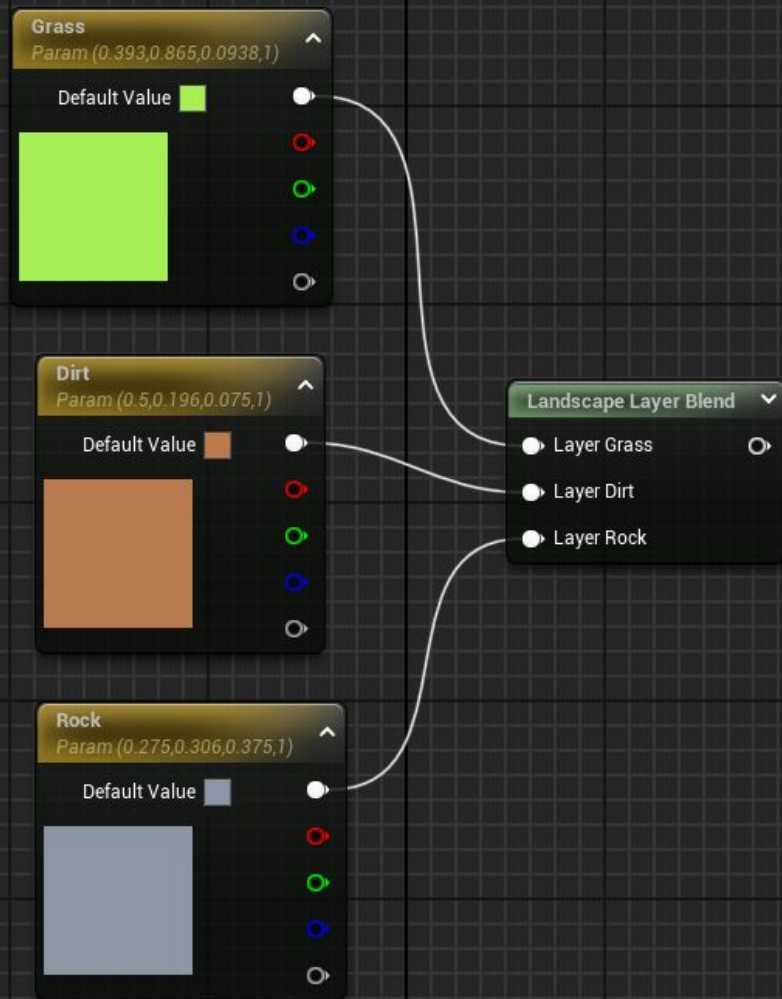 Grass
Param (0.393,0.865,0.0938,1)
Default Value
Dirt
Param (0.5,0.196,0.075,1)
Default Value
Landscape Layer Blend
Layer Grass
Layer Dirt
Layer Rock
Rock
Param (0.275,0.306,0.375,1)
Default Value